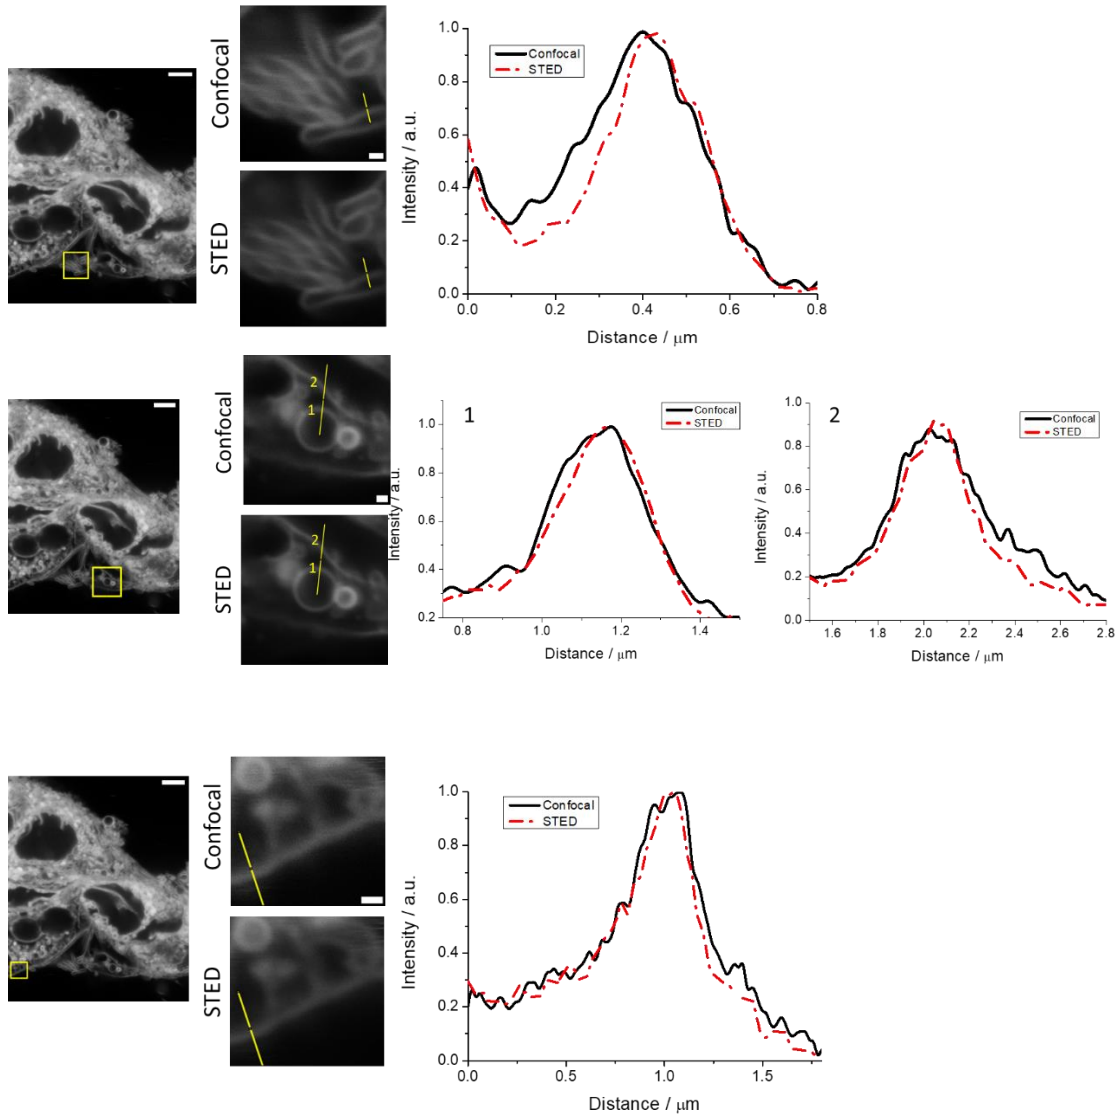 Confocal
STED
Confocal
STED
Intensity / a.u.
1.0
0.8
0.6
0.4
0.2
0.0
0.0 0.2 0.4 0.6 0.8
Distance / μm
Confocal
STED
2
1
2
1
1
Confocal
STED
Intensity / a.u.
1.0
0.8
0.6
0.4
0.2
0.8 1.0 1.2 1.4
Distance / μm
2
Confocal
STED
Intensity / a.u.
1.0
0.8
0.6
0.4
0.2
0.0
1.6 1.8 2.0 2.2 2.4 2.6 2.8
Distance / μm
Confocal
STED
Confocal
STED
Intensity / a.u.
1.0
0.8
0.6
0.4
0.2
0.0
0.0 0.5 1.0 1.5
Distance / μm